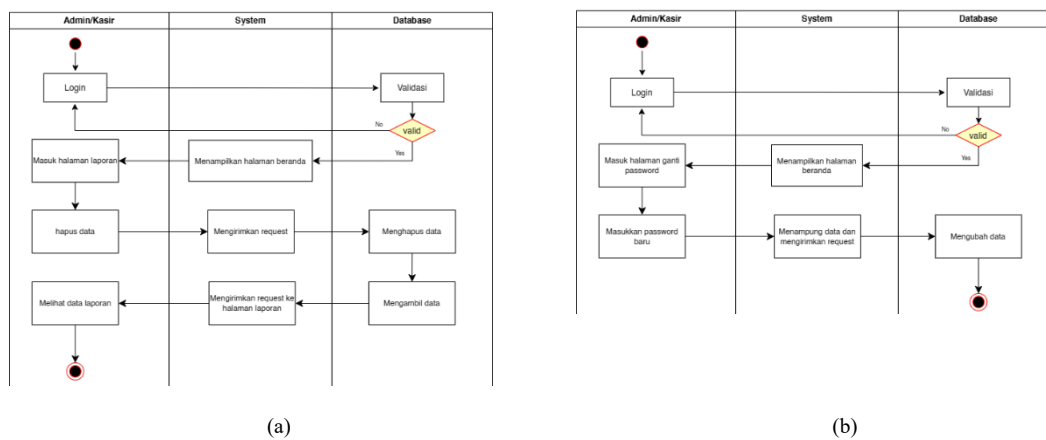 Admin/Kasir System Database
Login
Validasi
No
valid
Yes
Masuk halaman laporan
Menampilkan halaman beranda
hapus data
Mengirimkan request
Menghapus data
Melihat data laporan
Mengirimkan request ke
halaman laporan
Mengambil data
(a)
Admin/Kasir System Database
Login
Validasi
No
valid
Yes
Masuk halaman ganti
password
Menampilkan halaman
beranda
Masukkan password
baru
Menampung data dan
mengirimkan request
Mengubah data
(b)